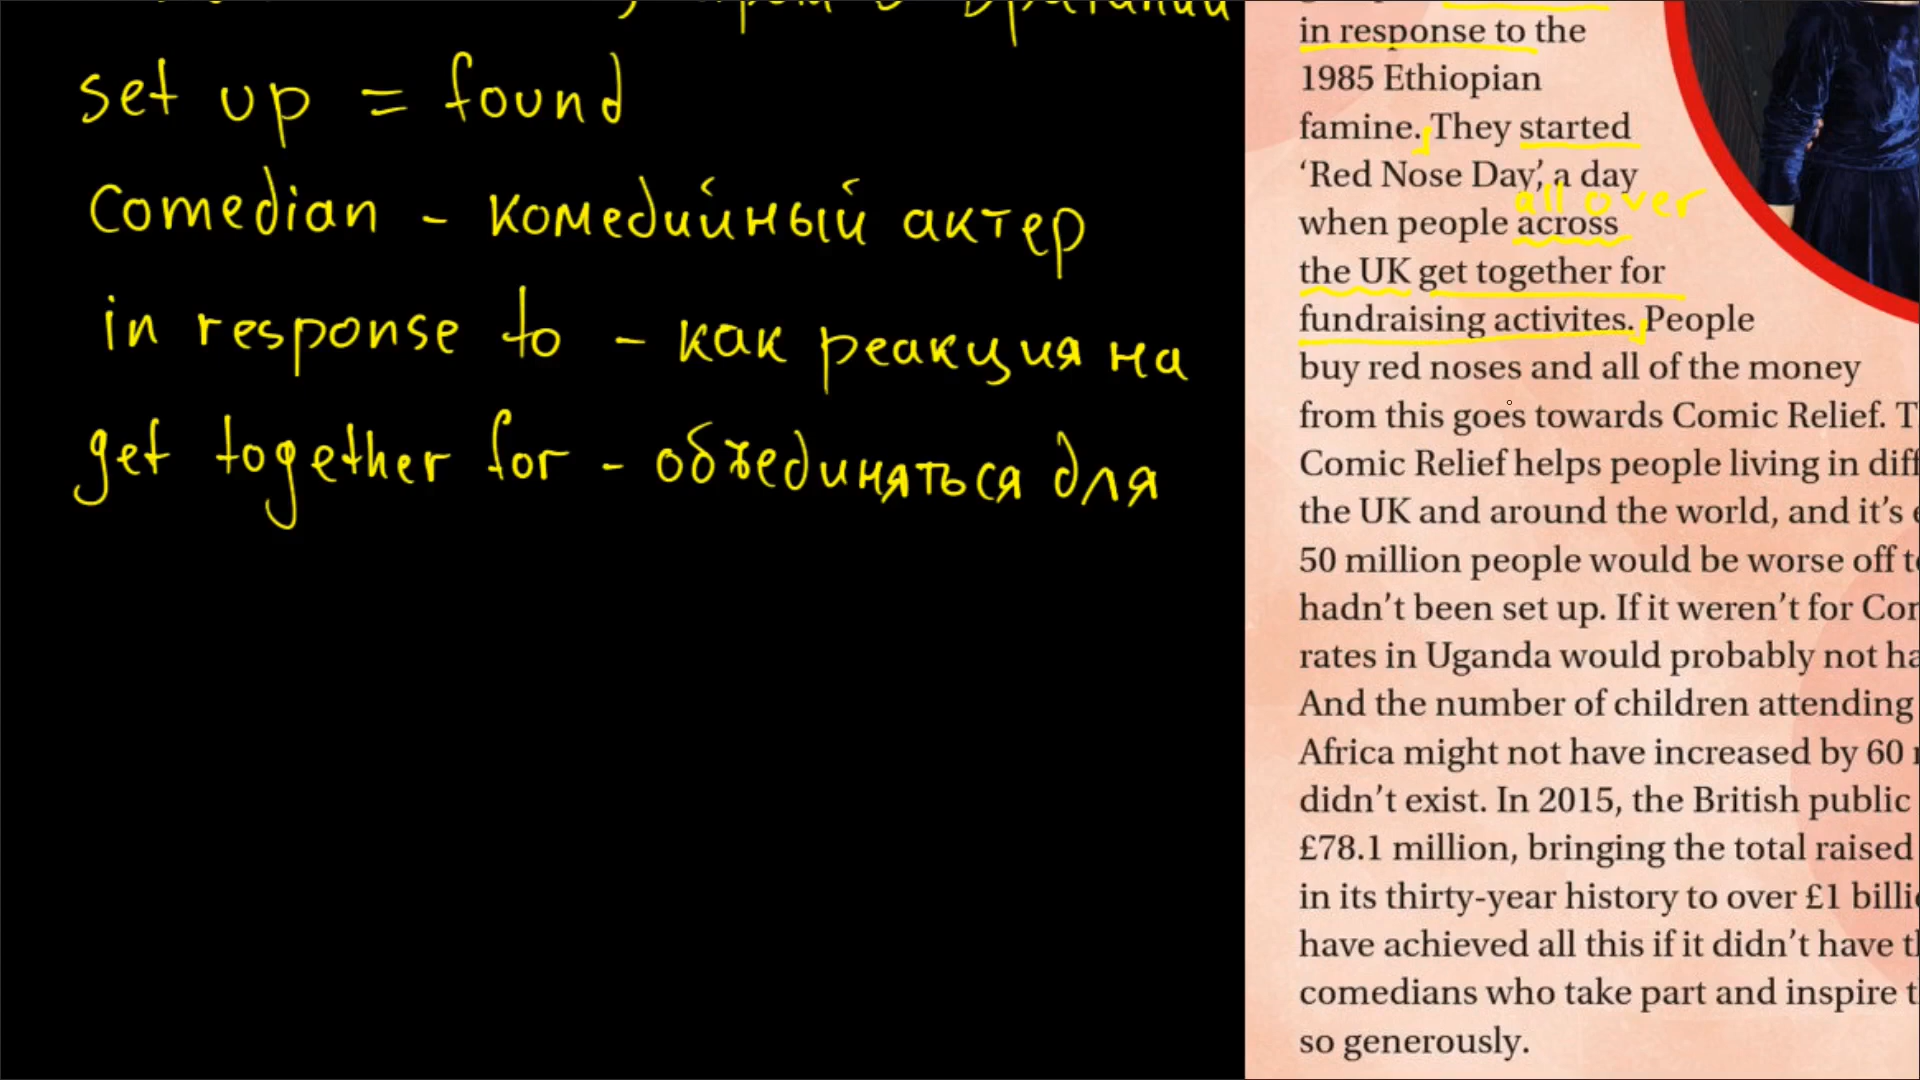 set up = found
comedian - комедийный актер
in response to - как реакция на
get together for - объединяться для
in response to the
1985 Ethiopian
famine. They started
‘Red Nose Day’, a day
all over
when people across
the UK get together for
fundraising activites. People
buy red noses and all of the money
from this goes towards Comic Relief. T
Comic Relief helps people living in diff
the UK and around the world, and it’s e
50 million people would be worse off t
hadn’t been set up. If it weren’t for Cor
rates in Uganda would probably not ha
And the number of children attending
Africa might not have increased by 60
didn’t exist. In 2015, the British public
£78.1 million, bringing the total raised
in its thirty-year history to over £1 billi
have achieved all this if it didn’t have t
comedians who take part and inspire t
so generously.